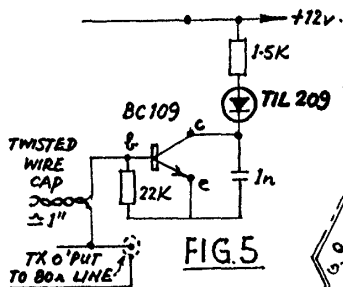 +12v.
1.5K
TIL 209
BC109
c
b
e
TWISTED
WIRE
CAP
≃ 1"
22K
1n
TX O'PUT
TO 80Ω LINE
FIG.5